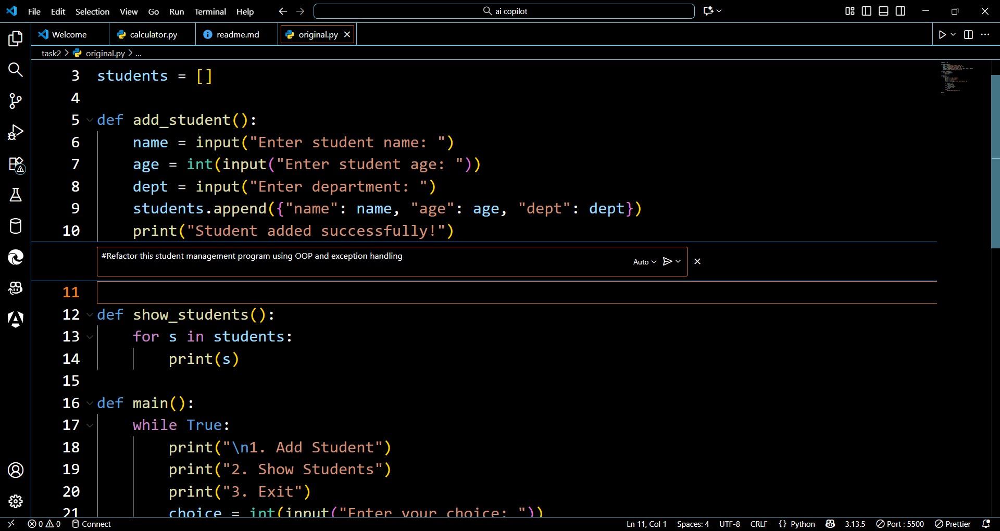 File Edit Selection View Go Run Terminal Help ai copilot
Welcome calculator.py readme.md original.py
task2 > original.py > ...
3 students = []
4
5 def add_student():
6 name = input("Enter student name: ")
7 age = int(input("Enter student age: "))
8 dept = input("Enter department: ")
9 students.append({"name": name, "age": age, "dept": dept})
10 print("Student added successfully!")
#Refactor this student management program using OOP and exception handling
Auto
11
12 def show_students():
13 for s in students:
14 print(s)
15
16 def main():
17 while True:
18 print("\n1. Add Student")
19 print("2. Show Students")
20 print("3. Exit")
21 choice = int(input("Enter your choice: "))
0 0 Connect Ln 11, Col 1 Spaces: 4 UTF-8 CRLF {} Python 3.13.5 Port : 5500 Prettier